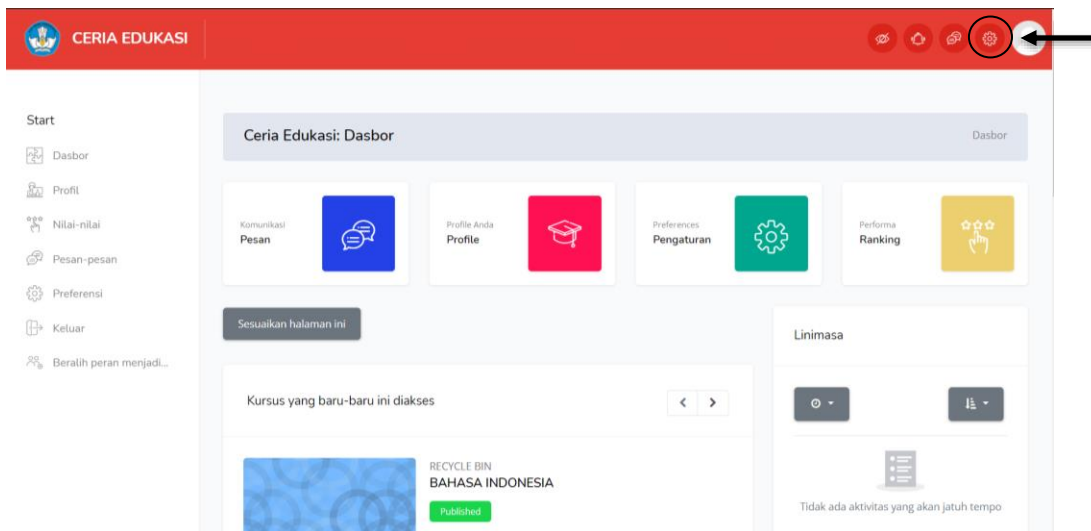 CERIA EDUKASI
Start
Dasbor
Profil
Nilai-nilai
Pesan-pesan
Preferensi
Keluar
Beralih peran menjadi...
Ceria Edukasi: Dasbor
Dasbor
Komunikasi
Pesan
Profile Anda
Profile
Preferences
Pengaturan
Performa
Ranking
Sesuaikan halaman ini
Kursus yang baru-baru ini diakses
RECYCLE BIN
BAHASA INDONESIA
Published
Linimasa
Tidak ada aktivitas yang akan jatuh tempo